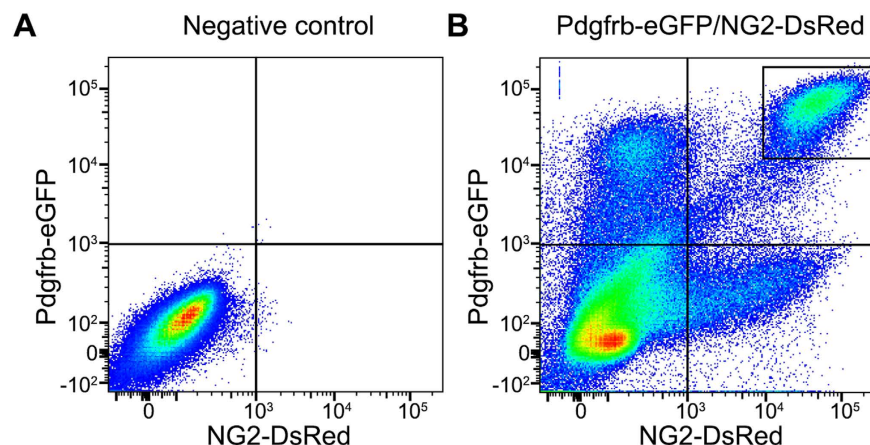 A Negative control
Pdgfrb-eGFP
10⁵
10⁴
10³
10²
0
-10²
0 10³ 10⁴ 10⁵
NG2-DsRed
B Pdgfrb-eGFP/NG2-DsRed
Pdgfrb-eGFP
10⁵
10⁴
10³
10²
0
-10²
0 10³ 10⁴ 10⁵
NG2-DsRed